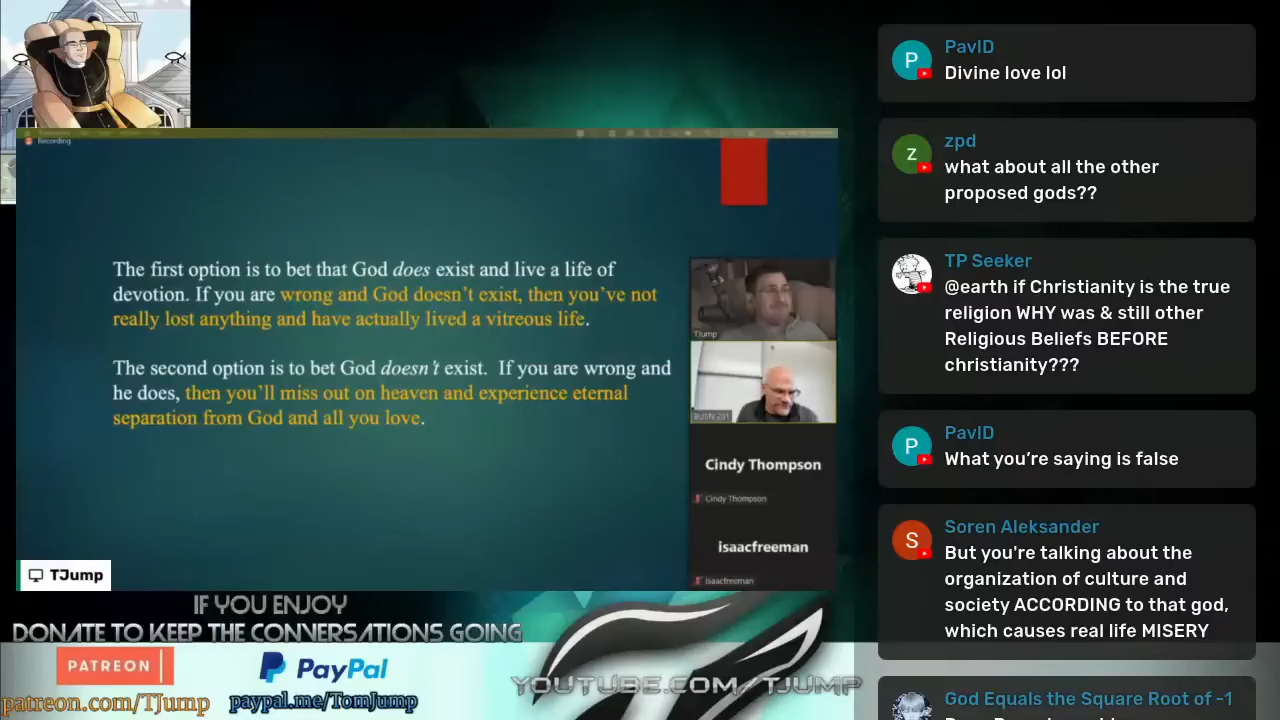 Recording
The first option is to bet that God does exist and live a life of
devotion. If you are wrong and God doesn't exist, then you've not
really lost anything and have actually lived a vitreous life.
The second option is to bet God doesn't exist. If you are wrong and
he does, then you'll miss out on heaven and experience eternal
separation from God and all you love.
TJump
BUSN 201
Cindy Thompson
Cindy Thompson
isaacfreeman
isaacfreeman
TJump
IF YOU ENJOY
DONATE TO KEEP THE CONVERSATIONS GOING
PATREON
PayPal
patreon.com/TJump
paypal.me/TomJump
YOUTUBE.COM/TJUMP
P
PavID
Divine love lol
z
zpd
what about all the other
proposed gods??
TP Seeker
@earth if Christianity is the true
religion WHY was & still other
Religious Beliefs BEFORE
christianity???
P
PavID
What you’re saying is false
S
Soren Aleksander
But you're talking about the
organization of culture and
society ACCORDING to that god,
which causes real life MISERY
God Equals the Square Root of -1